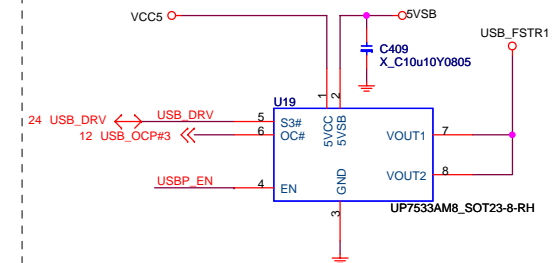 VCC5
5VSB
USB_FSTR1
C409
X_C10u10Y0805
1
2
U19
24 USB_DRV
USB_DRV
5
S3#
5VCC
5VSB
VOUT1
7
12 USB_OCP#3
6
OC#
USBP_EN
4
EN
GND
VOUT2
8
3
UP7533AM8_SOT23-8-RH